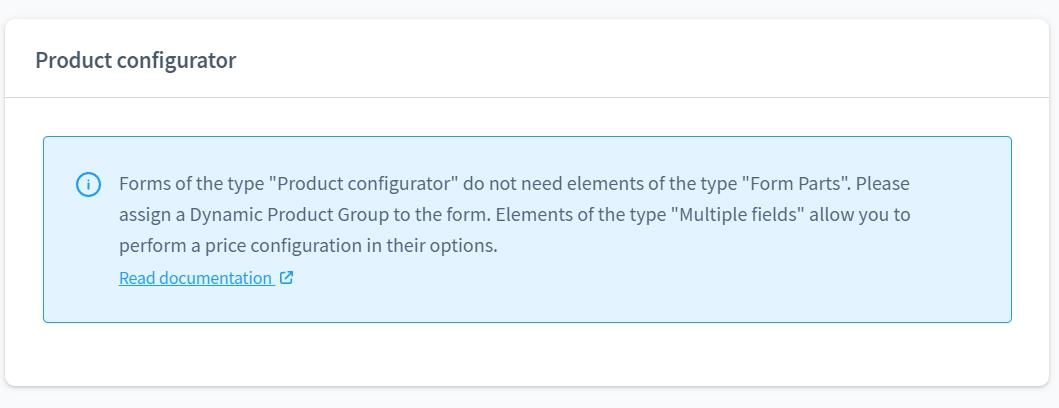 Product configurator
Forms of the type "Product configurator" do not need elements of the type "Form Parts". Please
assign a Dynamic Product Group to the form. Elements of the type "Multiple fields" allow you to
perform a price configuration in their options.
Read documentation